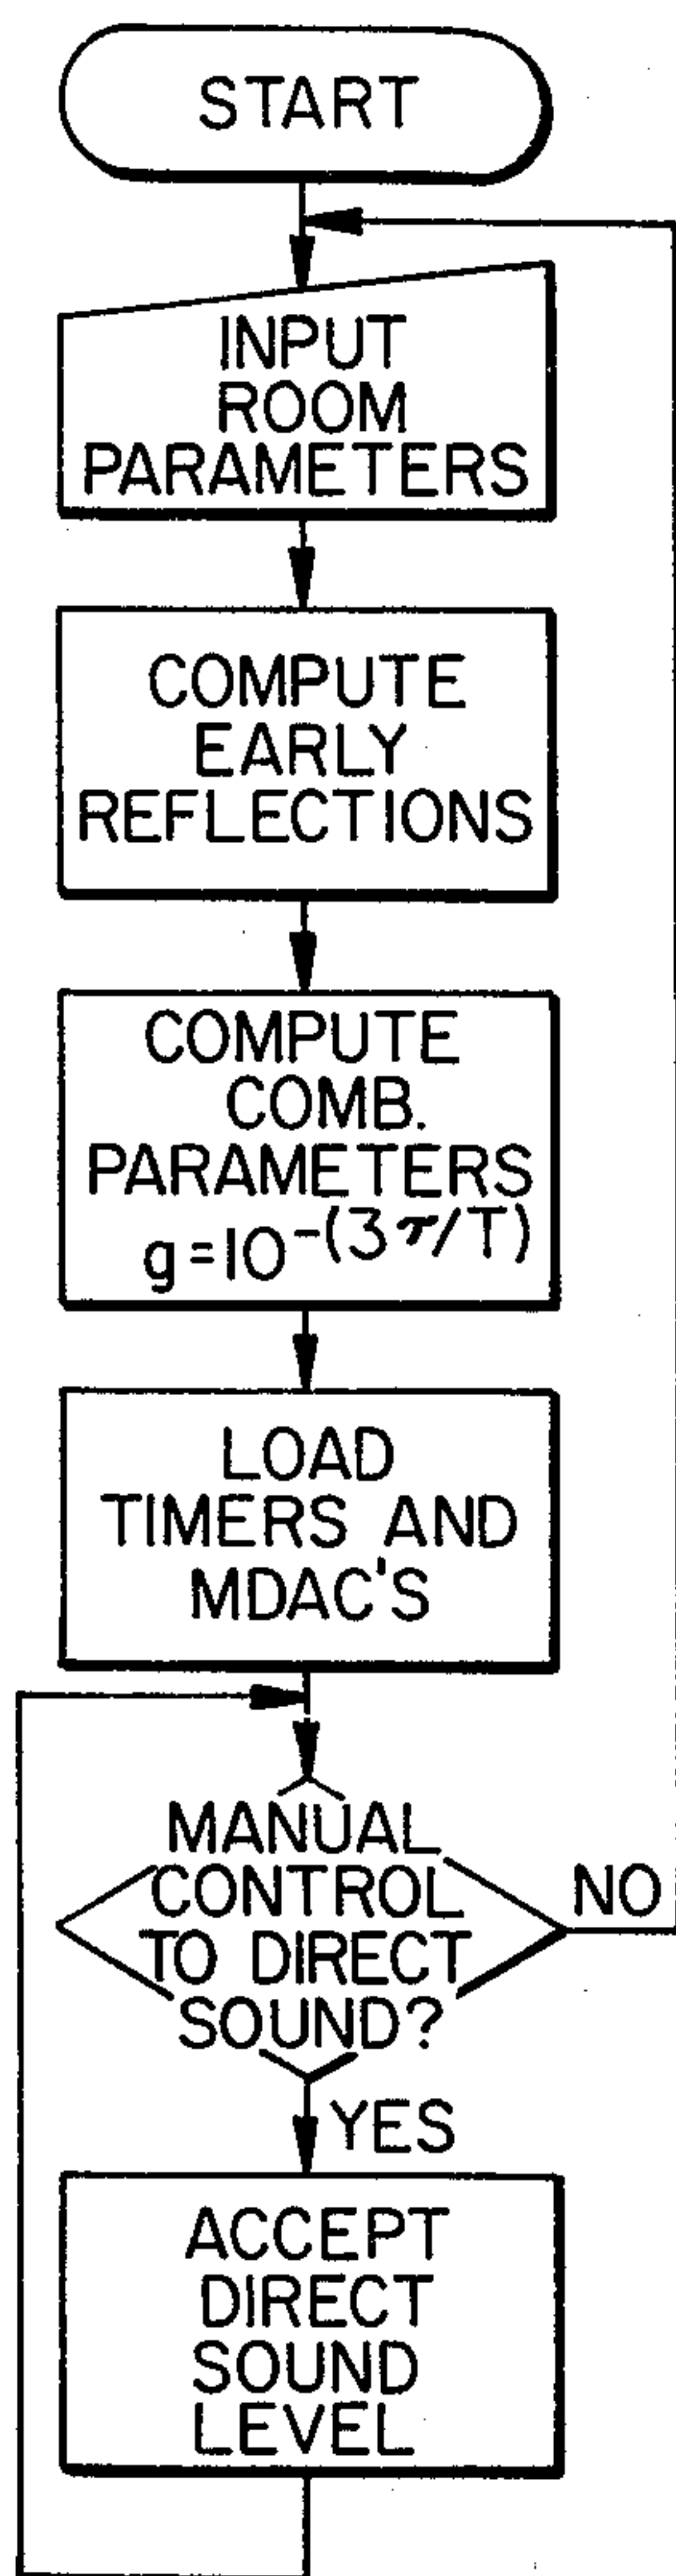 START
INPUT
ROOM
PARAMETERS
COMPUTE
EARLY
REFLECTIONS
COMPUTE
COMB.
PARAMETERS
g=10^-(3τ/T)
LOAD
TIMERS AND
MDAC'S
MANUAL
CONTROL
TO DIRECT
SOUND?
NO
YES
ACCEPT
DIRECT
SOUND
LEVEL